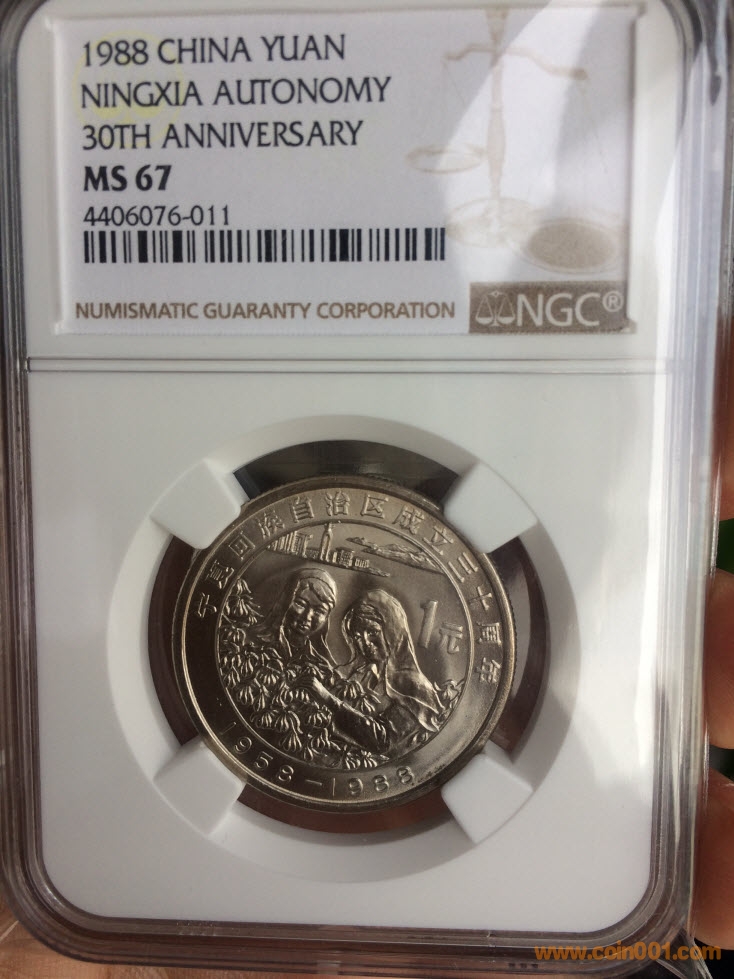 1988 CHINA YUAN
NINGXIA AUTONOMY
30TH ANNIVERSARY
MS 67
4406076-011
NUMISMATIC GUARANTY CORPORATION
NGC®
宁夏回族自治区成立三十周年
1元
1958-1988
www.coin001.com